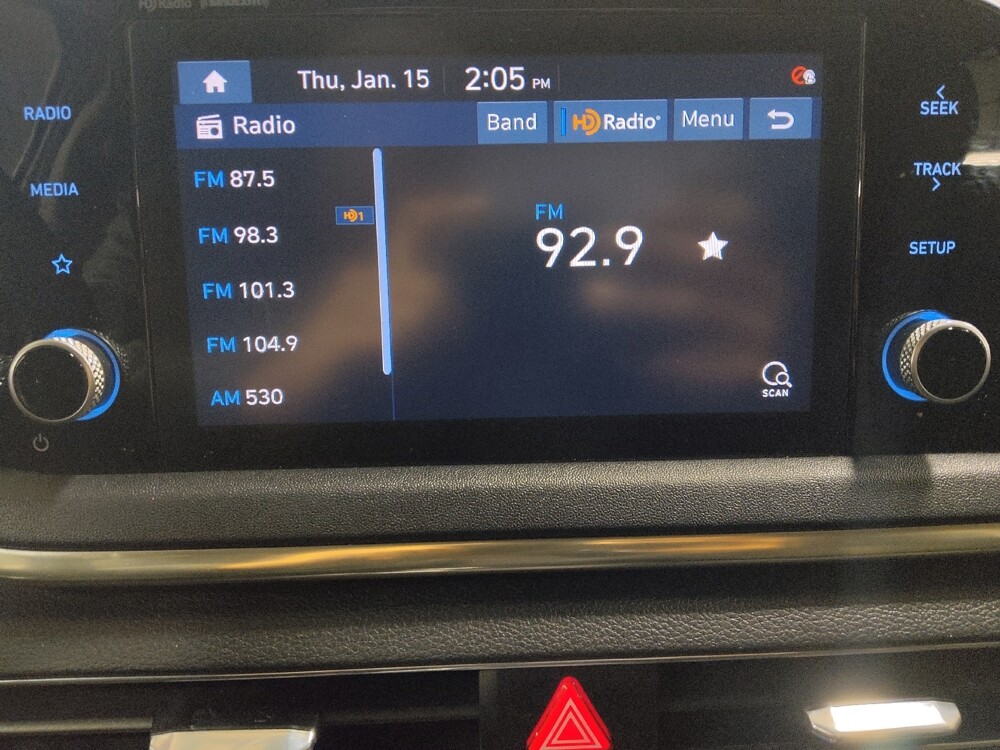 Thu, Jan. 15 2:05 PM
Radio Band HD Radio® Menu
RADIO
MEDIA
SEEK
TRACK
SETUP
FM 87.5
HD1
FM 98.3
FM 101.3
FM 104.9
AM 530
FM
92.9
SCAN